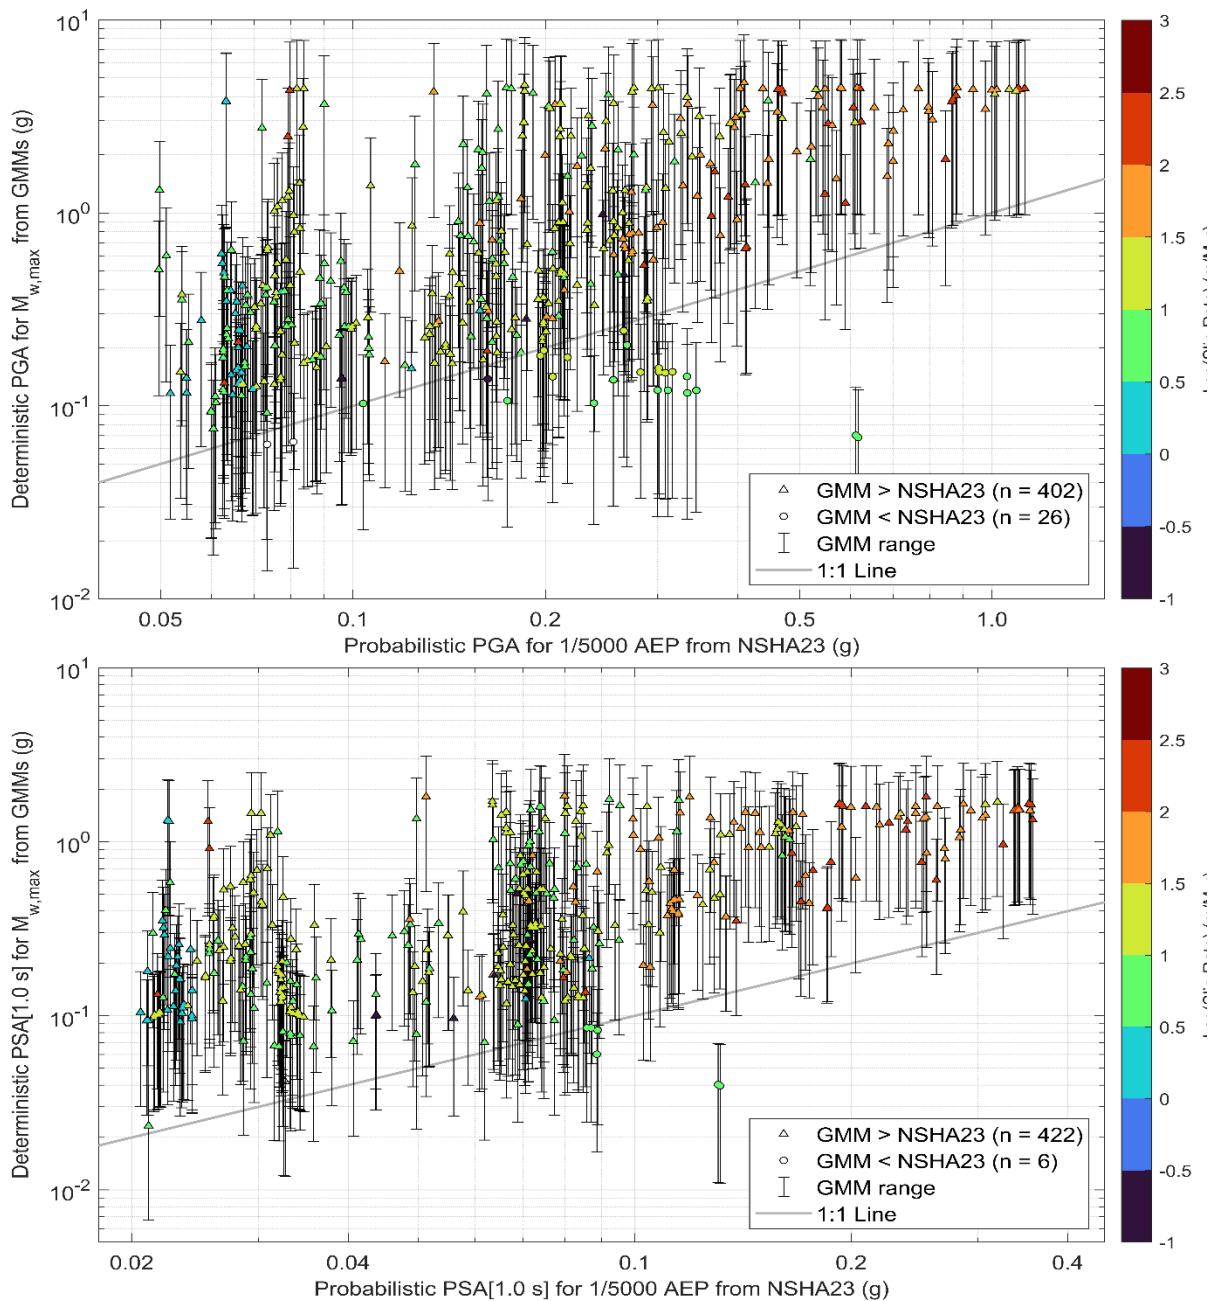 10^1
10^0
10^-1
10^-2
Deterministic PGA for M_w,max from GMMs (g)
0.05 0.1 0.2 0.5 1.0
Probabilistic PGA for 1/5000 AEP from NSHA23 (g)
GMM > NSHA23 (n = 402)
GMM < NSHA23 (n = 26)
GMM range
1:1 Line
3
2.5
2
1.5
1
0.5
0
-0.5
-1
10^1
10^0
10^-1
10^-2
Deterministic PSA[1.0 s] for M_w,max from GMMs (g)
0.02 0.04 0.1 0.2 0.4
Probabilistic PSA[1.0 s] for 1/5000 AEP from NSHA23 (g)
GMM > NSHA23 (n = 422)
GMM < NSHA23 (n = 6)
GMM range
1:1 Line
3
2.5
2
1.5
1
0.5
0
-0.5
-1